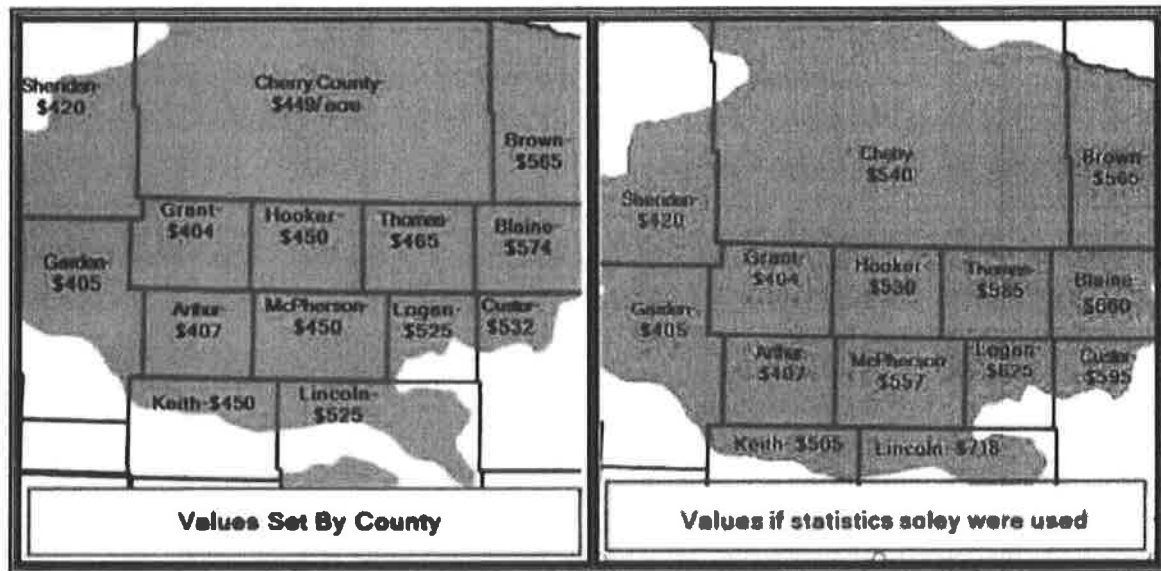 Sheridan-
$420
Cherry County-
$449/acre
Brown-
$565
Grant-
$404
Hooker-
$450
Thomas-
$465
Blaine-
$574
Garden-
$405
Arthur-
$407
McPherson-
$450
Logan-
$525
Custer-
$532
Keith-$450
Lincoln-
$525
Values Set By County
Cherry
$540
Brown-
$565
Sheridan-
$420
Grant-
$404
Hooker-
$530
Thomas-
$585
Blaine-
$660
Garden-
$405
Arthur-
$407
McPherson
$557
Logan-
$625
Custer-
$595
Keith- $505
Lincoln- $718
Values if statistics soley were used